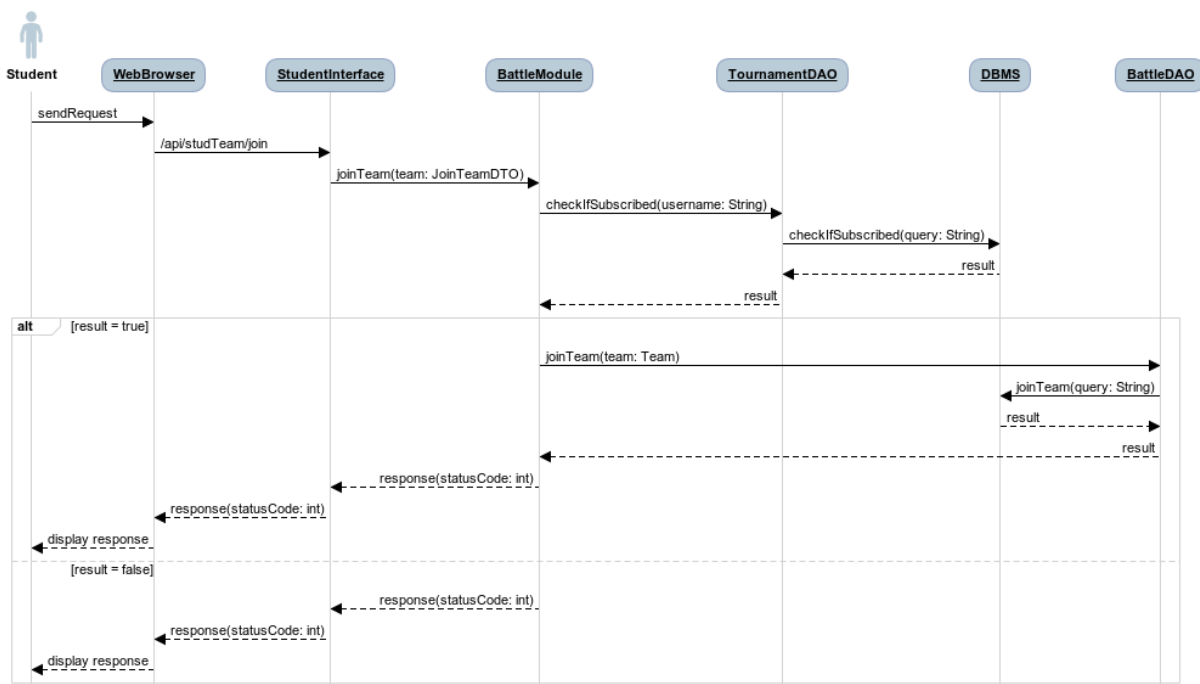 Student
WebBrowser
StudentInterface
BattleModule
TournamentDAO
DBMS
BattleDAO
sendRequest
/api/studTeam/join
joinTeam(team: JoinTeamDTO)
checkIfSubscribed(username: String)
checkIfSubscribed(query: String)
result
result
alt
[result = true]
joinTeam(team: Team)
joinTeam(query: String)
result
result
response(statusCode: int)
response(statusCode: int)
display response
[result = false]
response(statusCode: int)
response(statusCode: int)
display response